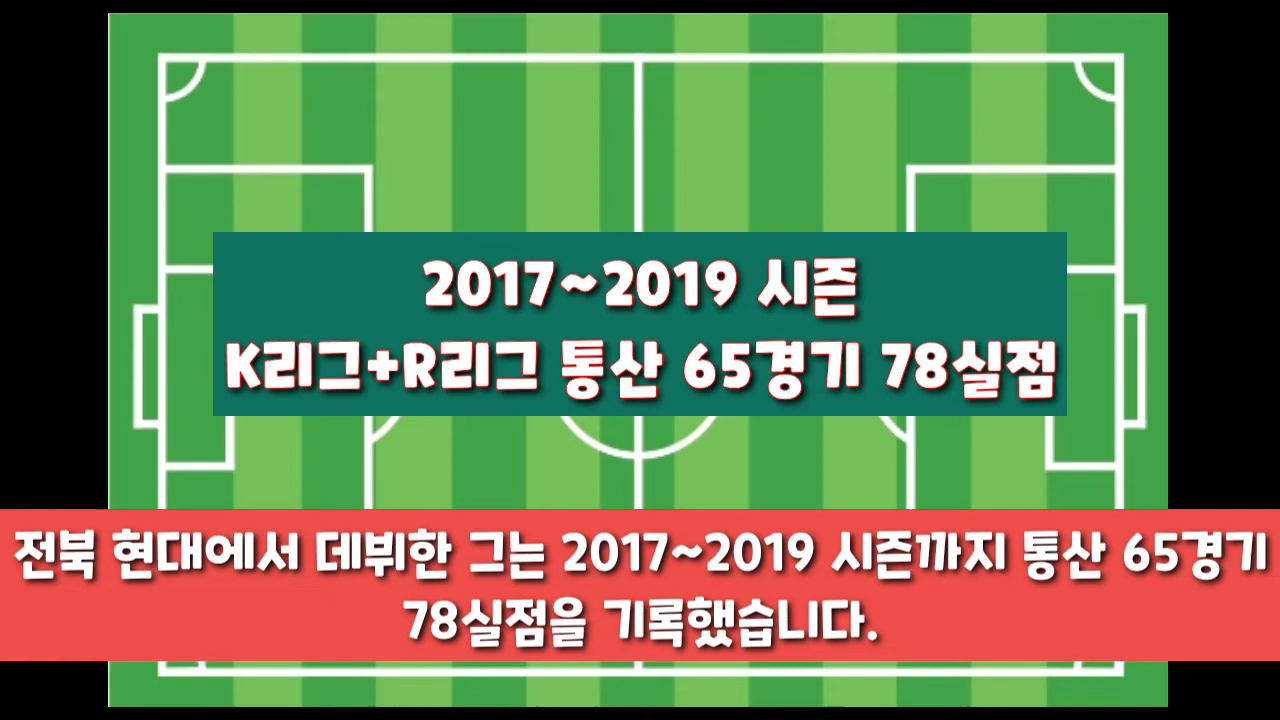 2017~2019 시즌
K리그+R리그 통산 65경기 78실점
전북 현대에서 데뷔한 그는 2017~2019 시즌까지 통산 65경기
78실점을 기록했습니다.